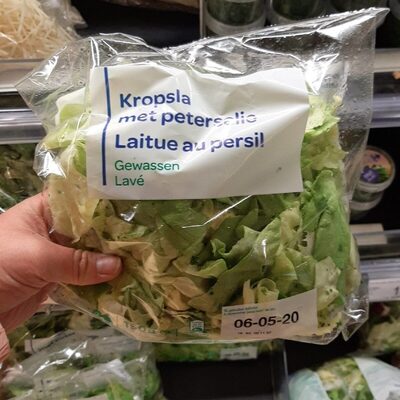 Kropsla
met peterselie
Laitue au persil
Gewassen
Lavé
06-05-20